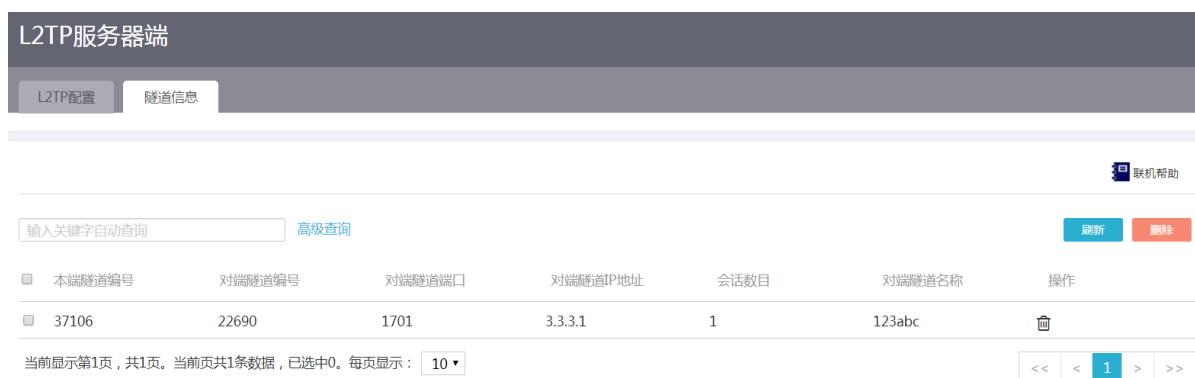 L2TP服务器端
L2TP配置 隧道信息
联机帮助
输入关键字自动查询 高级查询 刷新 删除
本端隧道编号 对端隧道编号 对端隧道端口 对端隧道IP地址 会话数目 对端隧道名称 操作
37106 22690 1701 3.3.3.1 1 123abc
当前显示第1页，共1页。当前页共1条数据，已选中0。每页显示： 10 << < 1 > >>